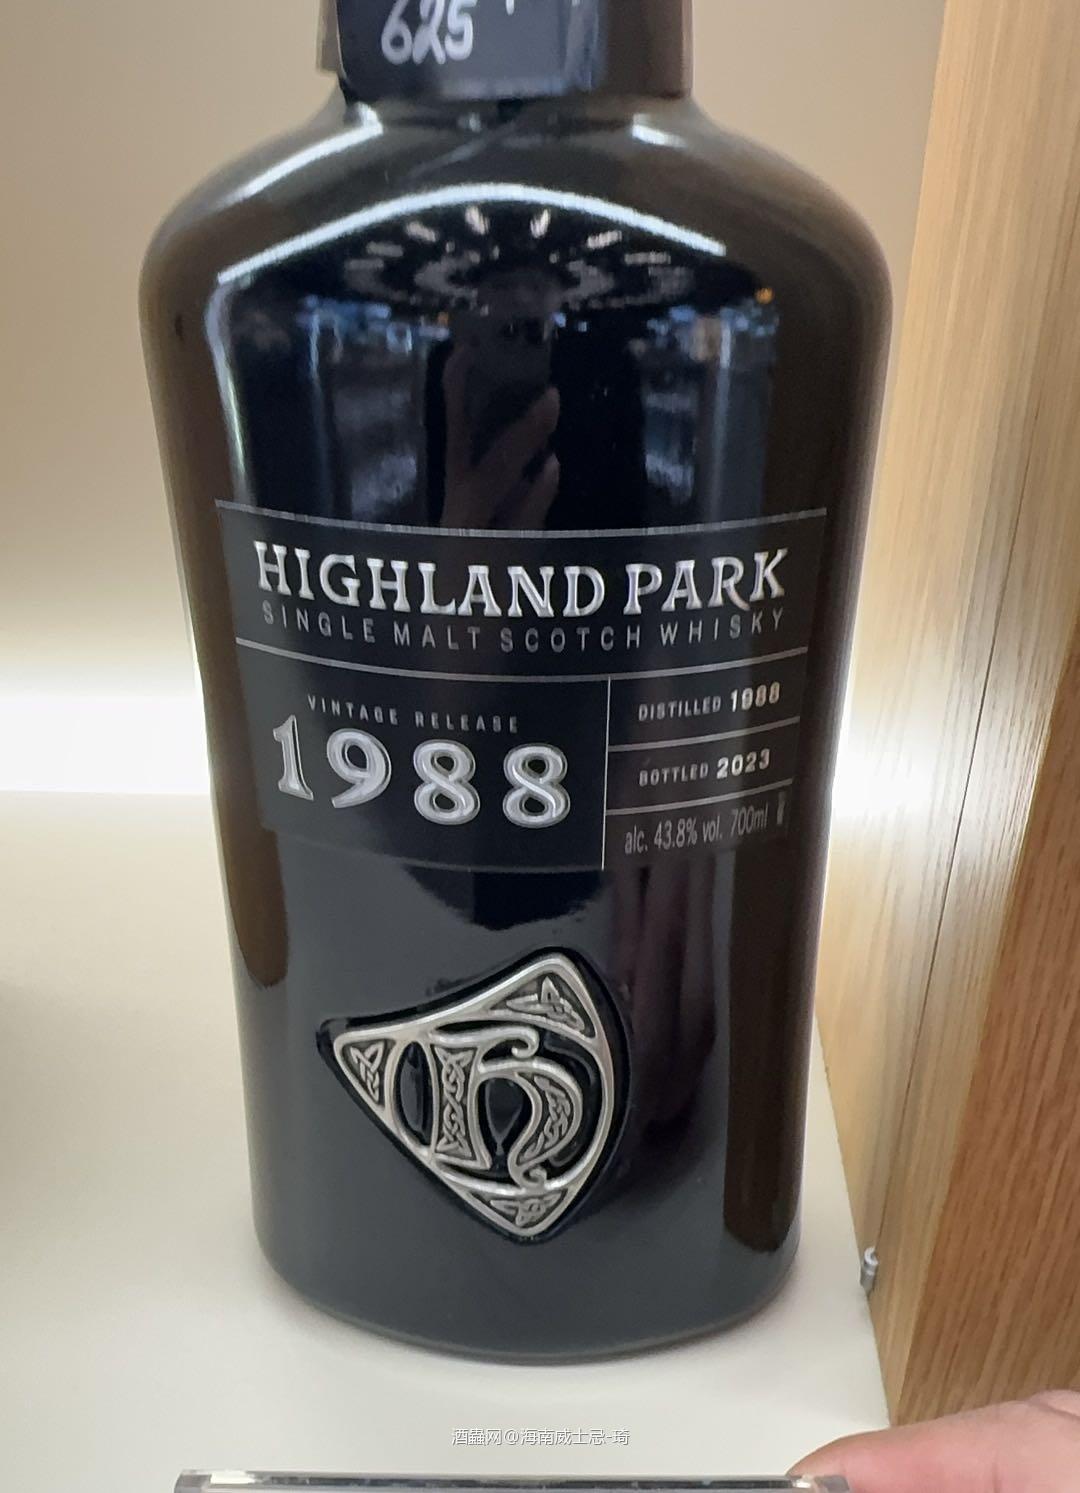 625
HIGHLAND PARK
SINGLE MALT SCOTCH WHISKY
VINTAGE RELEASE
1988
DISTILLED 1988
BOTTLED 2023
alc. 43.8% vol. 700ml
H
酒蟲网@海南威士忌-琦